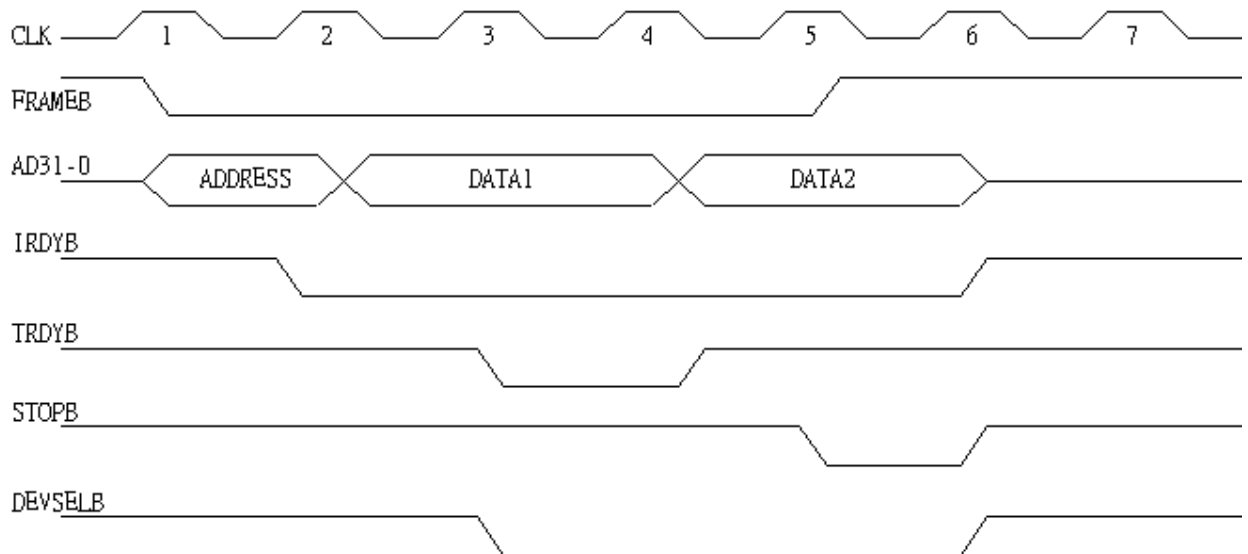 CLK 1 2 3 4 5 6 7
FRAMEB
AD31-0 ADDRESS DATA1 DATA2
IRDYB
TRDYB
STOPB
DEVSELB